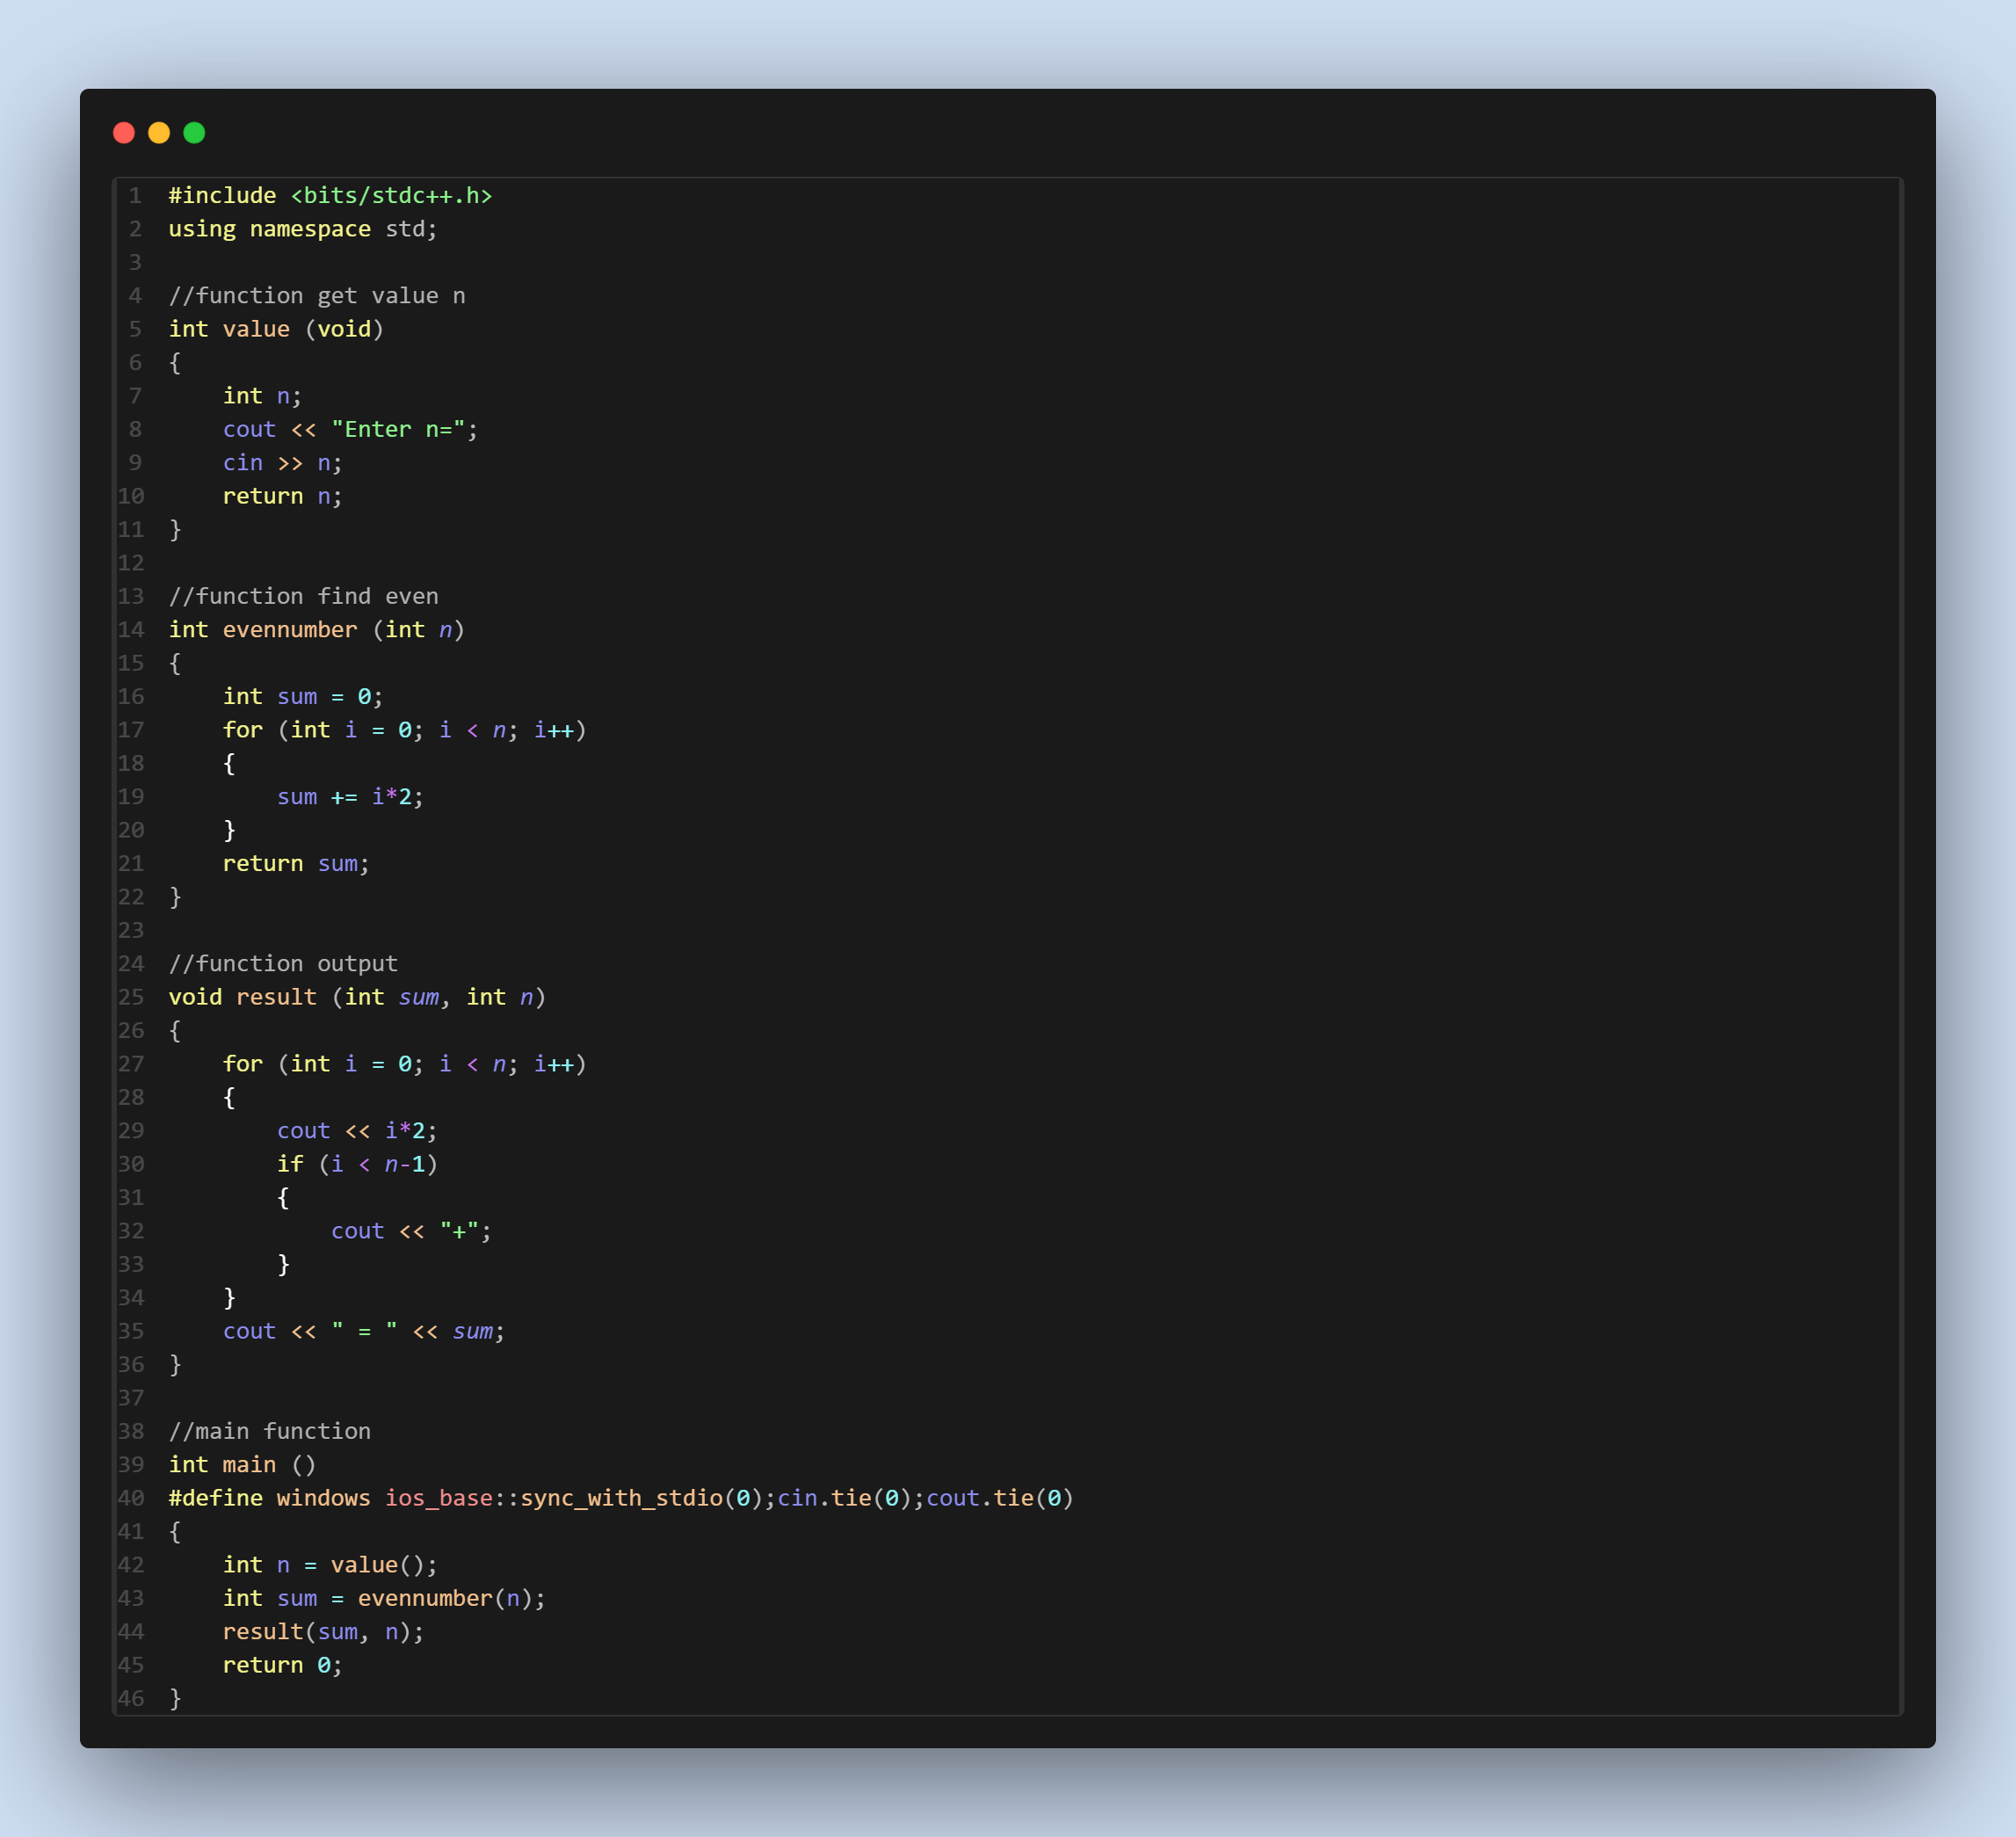 1 #include <bits/stdc++.h>
2 using namespace std;
3
4 //function get value n
5 int value (void)
6 {
7     int n;
8     cout << "Enter n=";
9     cin >> n;
10     return n;
11 }
12
13 //function find even
14 int evennumber (int n)
15 {
16     int sum = 0;
17     for (int i = 0; i < n; i++)
18     {
19         sum += i*2;
20     }
21     return sum;
22 }
23
24 //function output
25 void result (int sum, int n)
26 {
27     for (int i = 0; i < n; i++)
28     {
29         cout << i*2;
30         if (i < n-1)
31         {
32             cout << "+";
33         }
34     }
35     cout << " = " << sum;
36 }
37
38 //main function
39 int main ()
40 #define windows ios_base::sync_with_stdio(0);cin.tie(0);cout.tie(0)
41 {
42     int n = value();
43     int sum = evennumber(n);
44     result(sum, n);
45     return 0;
46 }